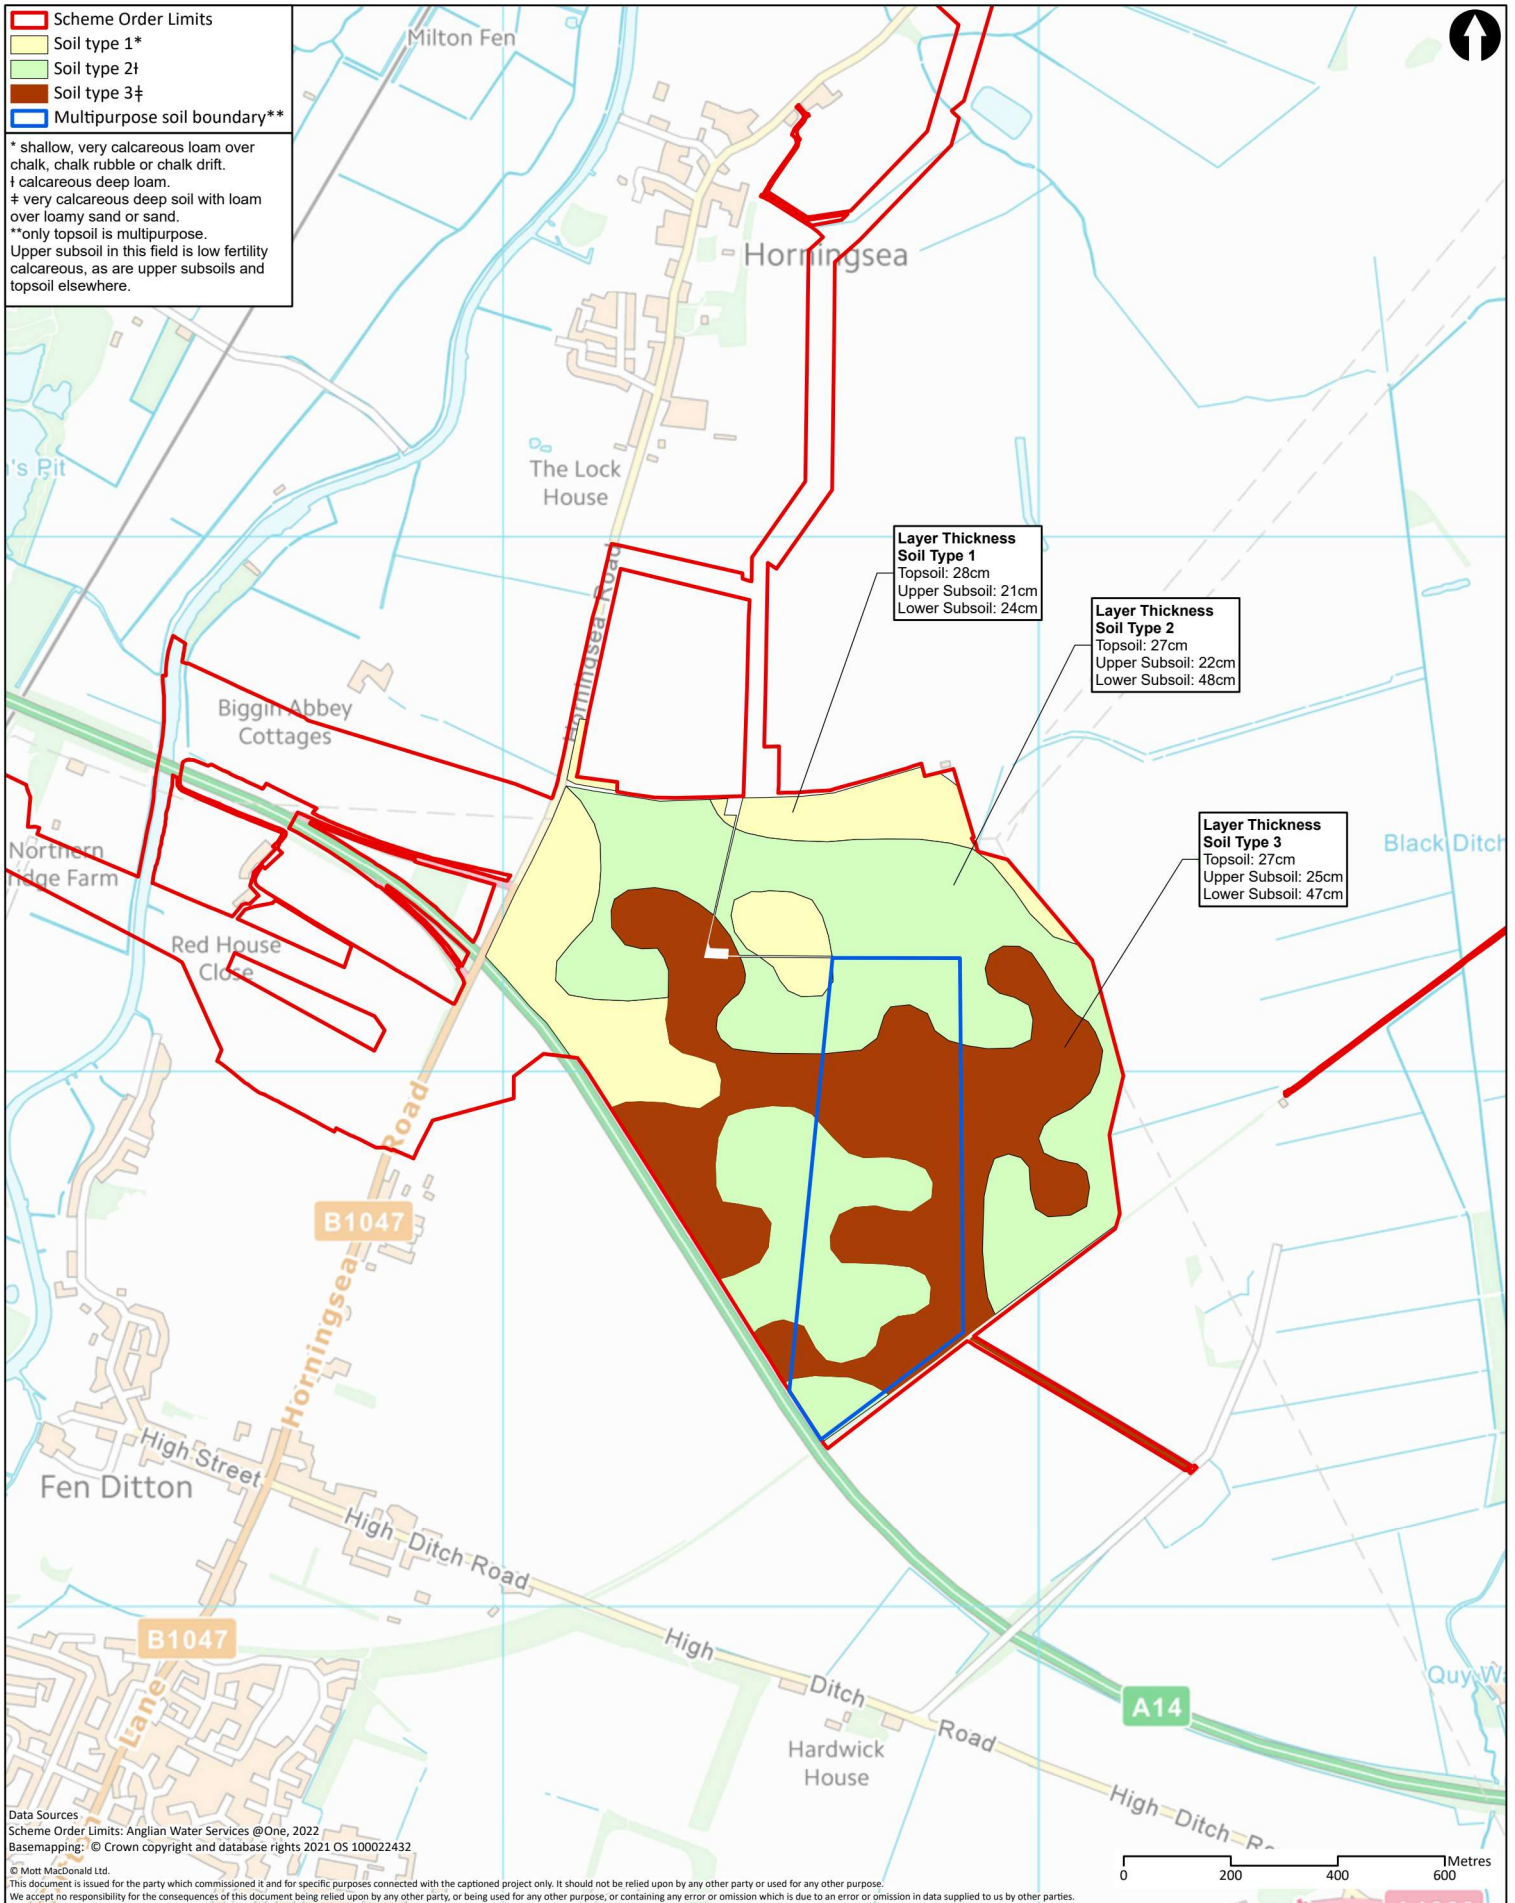 Scheme Order Limits
Soil type 1*
Soil type 2ƚ
Soil type 3ǂ
Multipurpose soil boundary**
* shallow, very calcareous loam over
chalk, chalk rubble or chalk drift.
ƚ calcareous deep loam.
ǂ very calcareous deep soil with loam
over loamy sand or sand.
**only topsoil is multipurpose.
Upper subsoil in this field is low fertility
calcareous, as are upper subsoils and
topsoil elsewhere.
Milton Fen
Horningsea
's Pit
The Lock
House
Horningsea Road
Layer Thickness
Soil Type 1
Topsoil: 28cm
Upper Subsoil: 21cm
Lower Subsoil: 24cm
Layer Thickness
Soil Type 2
Topsoil: 27cm
Upper Subsoil: 22cm
Lower Subsoil: 48cm
Biggin Abbey
Cottages
Layer Thickness
Soil Type 3
Topsoil: 27cm
Upper Subsoil: 25cm
Lower Subsoil: 47cm
Black Ditch
Northern
idge Farm
Red House
Close
Horningsea Road
B1047
High Street
Fen Ditton
High Ditch Road
B1047
Lane
High Ditch Road
Quy Wa
A14
Hardwick
House
High Ditch Ro
Data Sources
Scheme Order Limits: Anglian Water Services @One, 2022
Basemapping: © Crown copyright and database rights 2021 OS 100022432
© Mott MacDonald Ltd.
This document is issued for the party which commissioned it and for specific purposes connected with the captioned project only. It should not be relied upon by any other party or used for any other purpose.
We accept no responsibility for the consequences of this document being relied upon by any other party, or being used for any other purpose, or containing any error or omission which is due to an error or omission in data supplied to us by other parties.
0 200 400 600 Metres